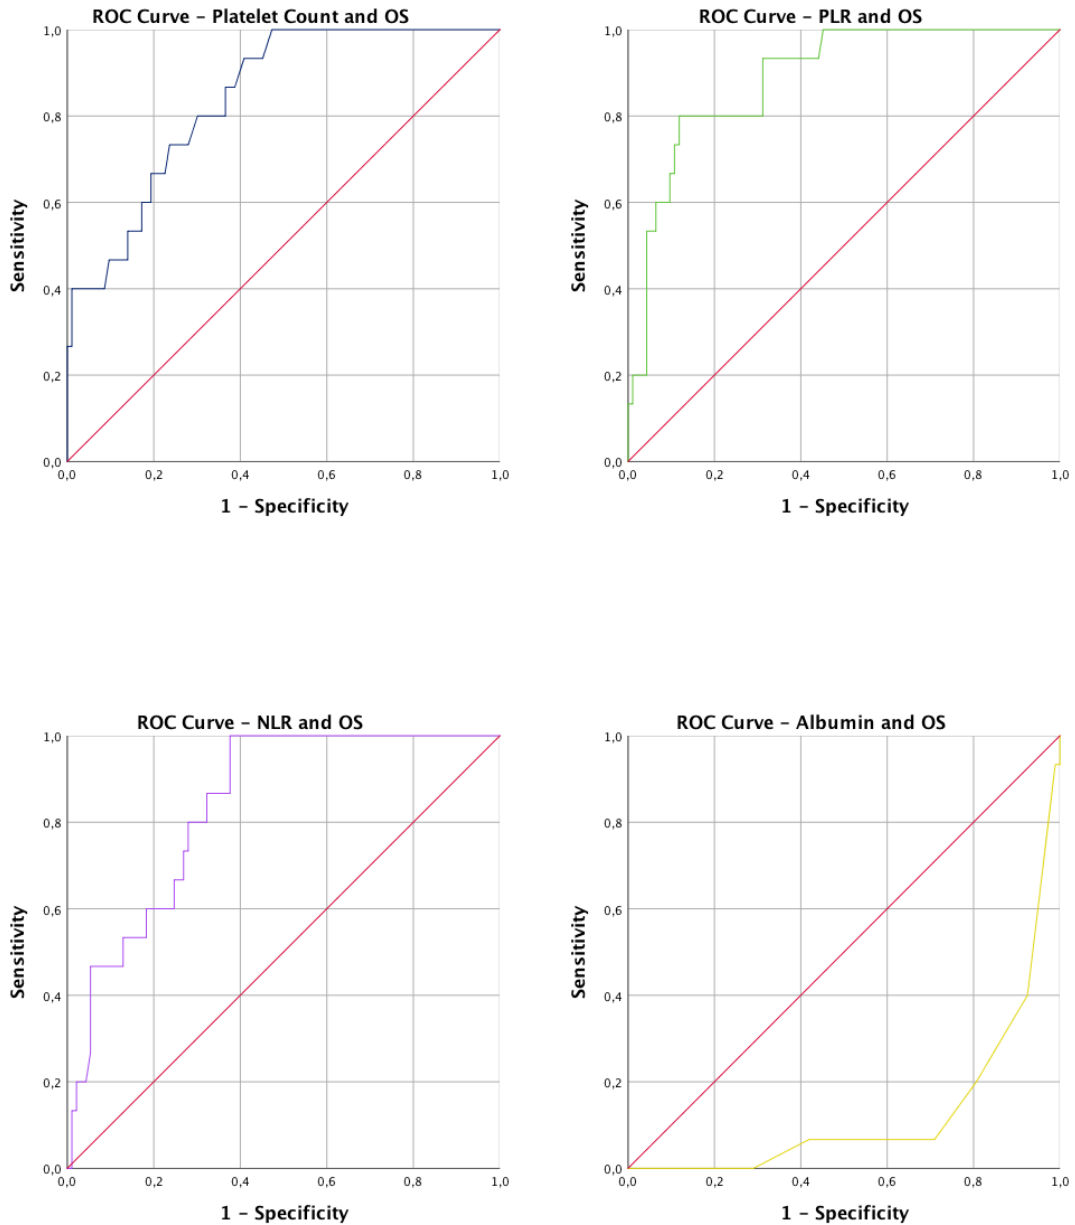 ROC Curve – Platelet Count and OS
1,0
0,8
0,6
0,4
0,2
0,0
Sensitivity
0,0 0,2 0,4 0,6 0,8 1,0
1 – Specificity
ROC Curve – PLR and OS
1,0
0,8
0,6
0,4
0,2
0,0
Sensitivity
0,0 0,2 0,4 0,6 0,8 1,0
1 – Specificity
ROC Curve – NLR and OS
1,0
0,8
0,6
0,4
0,2
0,0
Sensitivity
0,0 0,2 0,4 0,6 0,8 1,0
1 – Specificity
ROC Curve – Albumin and OS
1,0
0,8
0,6
0,4
0,2
0,0
Sensitivity
0,0 0,2 0,4 0,6 0,8 1,0
1 – Specificity